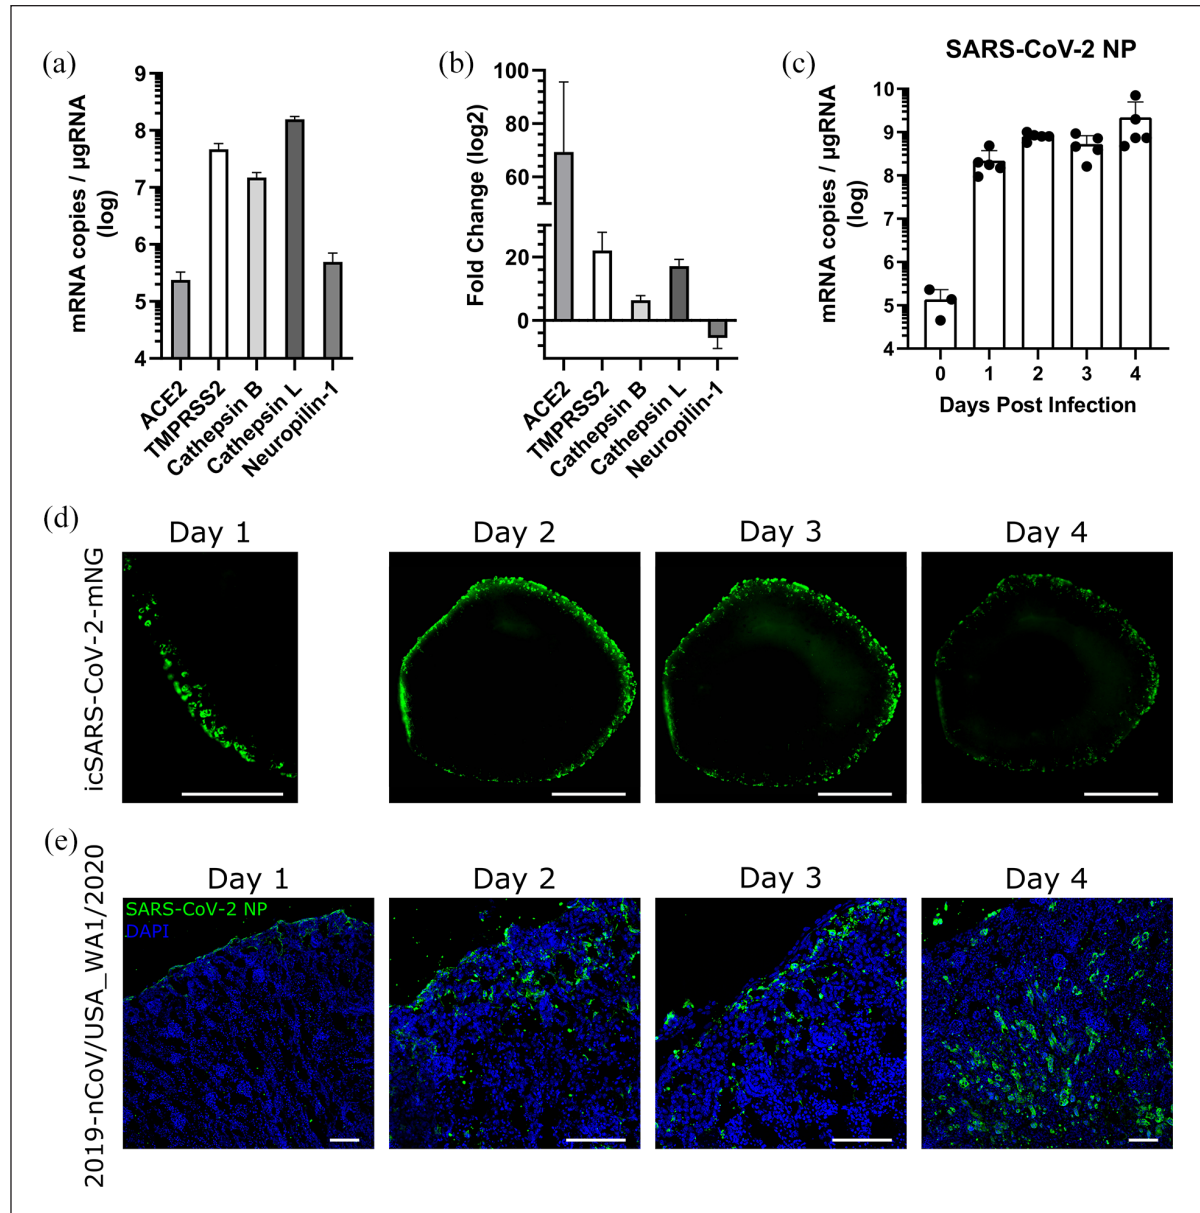 (a)
mRNA copies / µgRNA
(log)
9
8
7
6
5
4
ACE2
TMPRSS2
Cathepsin B
Cathepsin L
Neuropilin-1
(b)
Fold Change (log2)
100
80
60
20
0
ACE2
TMPRSS2
Cathepsin B
Cathepsin L
Neuropilin-1
(c)
SARS-CoV-2 NP
mRNA copies / µgRNA
(log)
10
9
8
7
6
5
4
0 1 2 3 4
Days Post Infection
(d)
icSARS-CoV-2-mNG
Day 1
Day 2
Day 3
Day 4
(e)
2019-nCoV/USA_WA1/2020
Day 1
Day 2
Day 3
Day 4
SARS-CoV-2 NP
DAPI